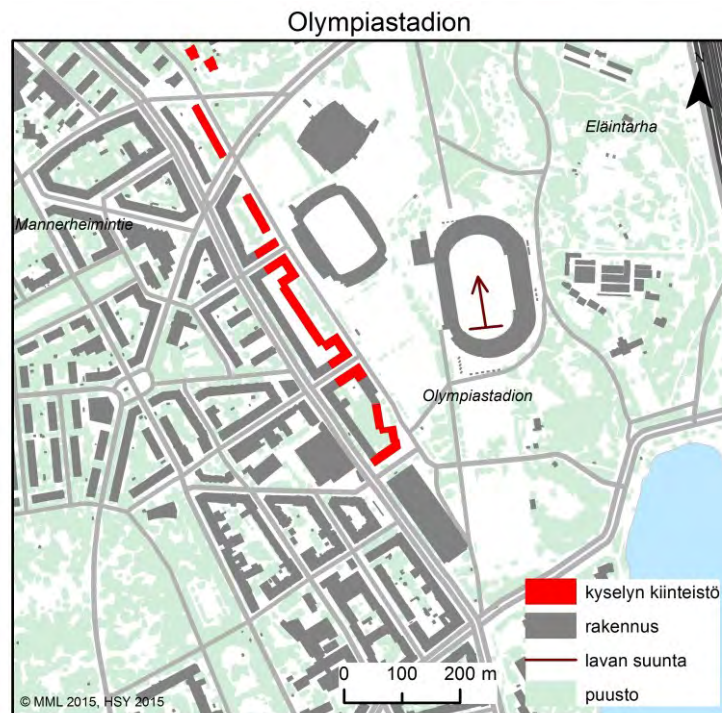 Olympiastadion
N
Eläintarha
Mannerheimintie
Olympiastadion
kyselyn kiinteistö
rakennus
lavan suunta
puusto
0 100 200 m
© MML 2015, HSY 2015